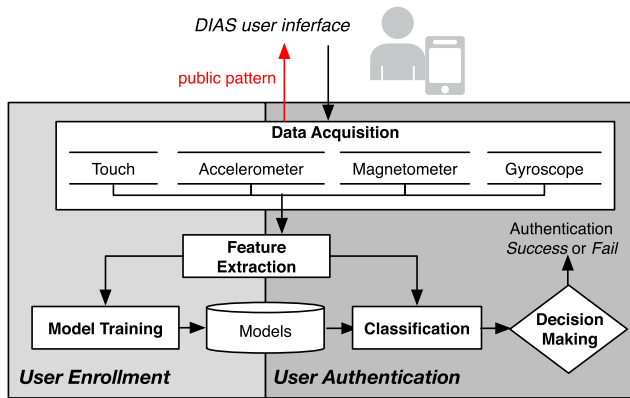 DIAS user inferface
public pattern
Data Acquisition
Touch
Accelerometer
Magnetometer
Gyroscope
Authentication
Success or Fail
Feature
Extraction
Model Training
Models
Classification
Decision
Making
User Enrollment
User Authentication